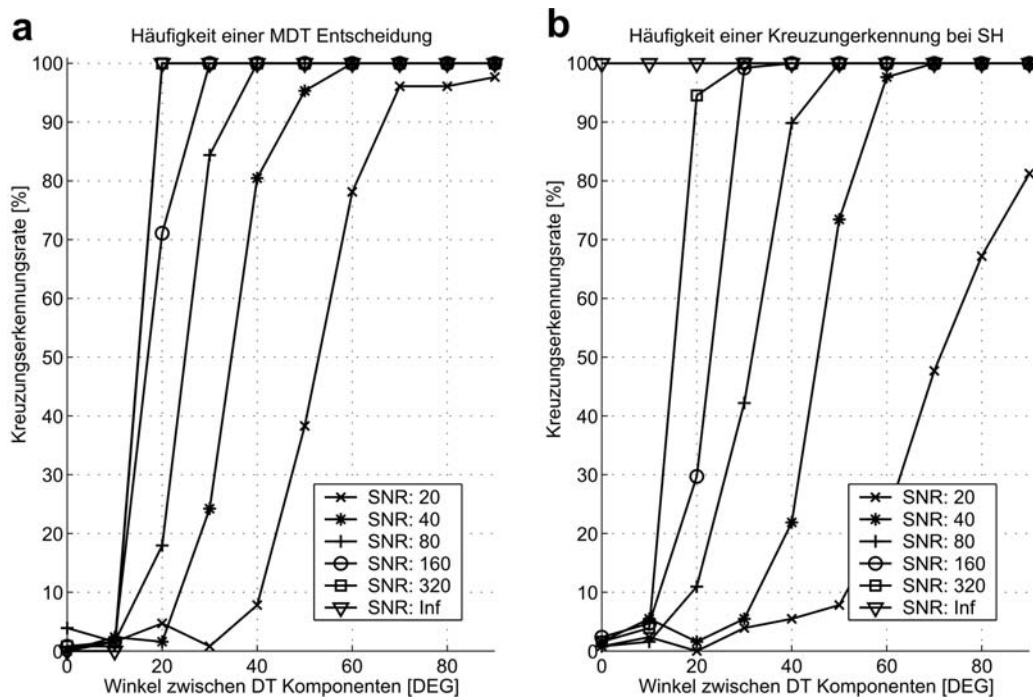 a
Häufigkeit einer MDT Entscheidung
Kreuzungserkennungsrate [%]
100
90
80
70
60
50
40
30
20
10
0
0
20
40
60
80
Winkel zwischen DT Komponenten [DEG]
SNR: 20
SNR: 40
SNR: 80
SNR: 160
SNR: 320
SNR: Inf
b
Häufigkeit einer Kreuzungerkennung bei SH
Kreuzungserkennungsrate [%]
100
90
80
70
60
50
40
30
20
10
0
0
20
40
60
80
Winkel zwischen DT Komponenten [DEG]
SNR: 20
SNR: 40
SNR: 80
SNR: 160
SNR: 320
SNR: Inf